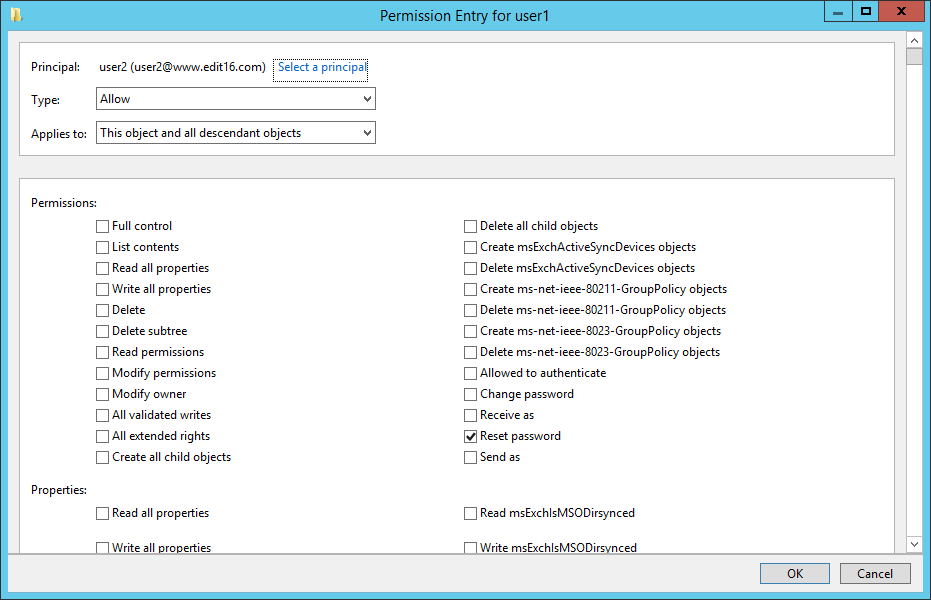 Permission Entry for user1
Principal: user2 (user2@www.edit16.com) Select a principal
Type: Allow
Applies to: This object and all descendant objects
Permissions:
Full control Delete all child objects
List contents Create msExchActiveSyncDevices objects
Read all properties Delete msExchActiveSyncDevices objects
Write all properties Create ms-net-ieee-80211-GroupPolicy objects
Delete Delete ms-net-ieee-80211-GroupPolicy objects
Delete subtree Create ms-net-ieee-8023-GroupPolicy objects
Read permissions Delete ms-net-ieee-8023-GroupPolicy objects
Modify permissions Allowed to authenticate
Modify owner Change password
All validated writes Receive as
All extended rights Reset password
Create all child objects Send as
Properties:
Read all properties Read msExchIsMSODirsynced
Write all properties Write msExchIsMSODirsynced
OK Cancel